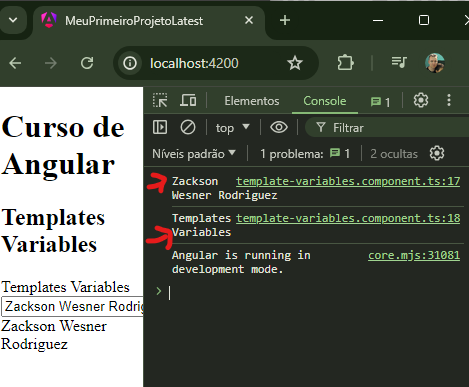 MeuPrimeiroProjetoLatest
localhost:4200
Curso de
Angular
Templates
Variables
Templates Variables
Zackson Wesner Rodrig
Zackson Wesner
Rodriguez
Elementos Console 1
top Filtrar
Níveis padrão 1 problema: 1 2 ocultas
Zackson template-variables.component.ts:17
Wesner Rodriguez
Templates template-variables.component.ts:18
Variables
Angular is running in core.mjs:31081
development mode.